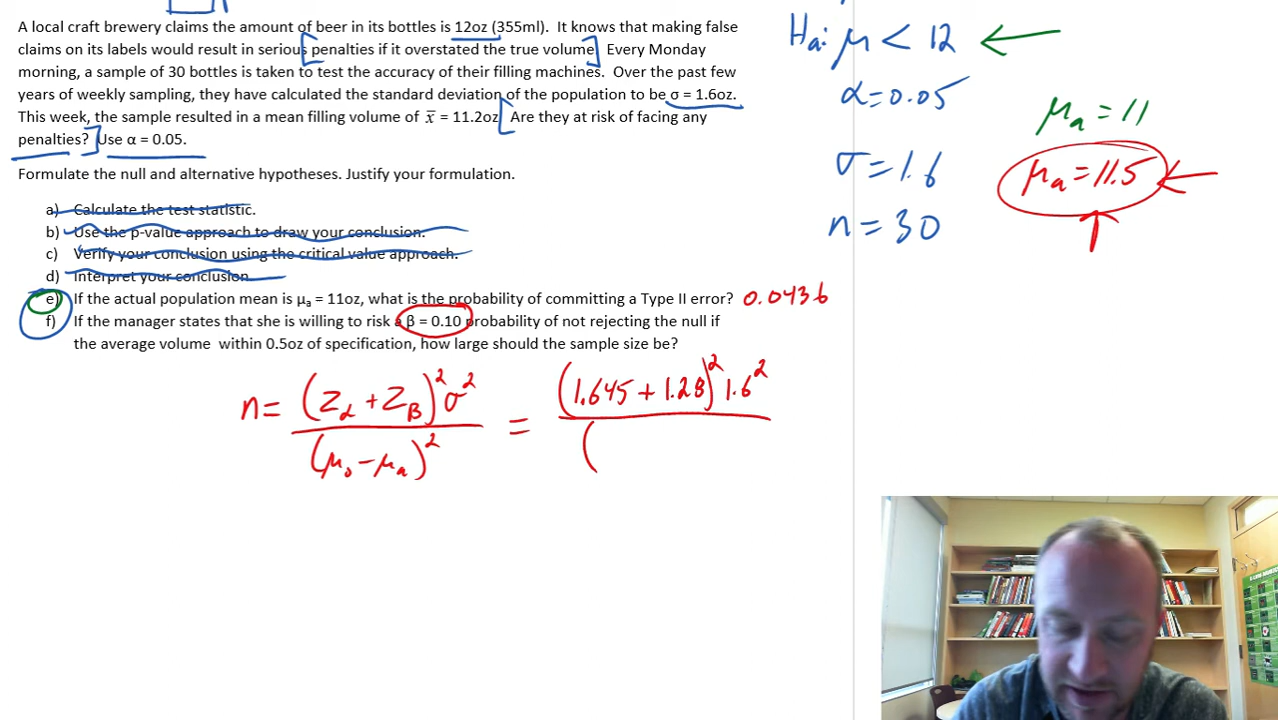 A local craft brewery claims the amount of beer in its bottles is 12oz (355ml). It knows that making false
claims on its labels would result in serious penalties if it overstated the true volume. Every Monday
morning, a sample of 30 bottles is taken to test the accuracy of their filling machines. Over the past few
years of weekly sampling, they have calculated the standard deviation of the population to be σ = 1.6oz.
This week, the sample resulted in a mean filling volume of x̅ = 11.2oz. Are they at risk of facing any
penalties? Use α = 0.05.
Formulate the null and alternative hypotheses. Justify your formulation.
a) Calculate the test statistic.
b) Use the p-value approach to draw your conclusion.
c) Verify your conclusion using the critical value approach.
d) Interpret your conclusion
e) If the actual population mean is μₐ = 11oz, what is the probability of committing a Type II error? 0.0436
f) If the manager states that she is willing to risk a β = 0.10 probability of not rejecting the null if
the average volume within 0.5oz of specification, how large should the sample size be?
n = (Zα + Zβ)² σ² / (μ₀ - μₐ)² = (1.645 + 1.28)² 1.6² / (
Ha: μ < 12
α = 0.05
σ = 1.6
n = 30
μₐ = 11
μₐ = 11.5